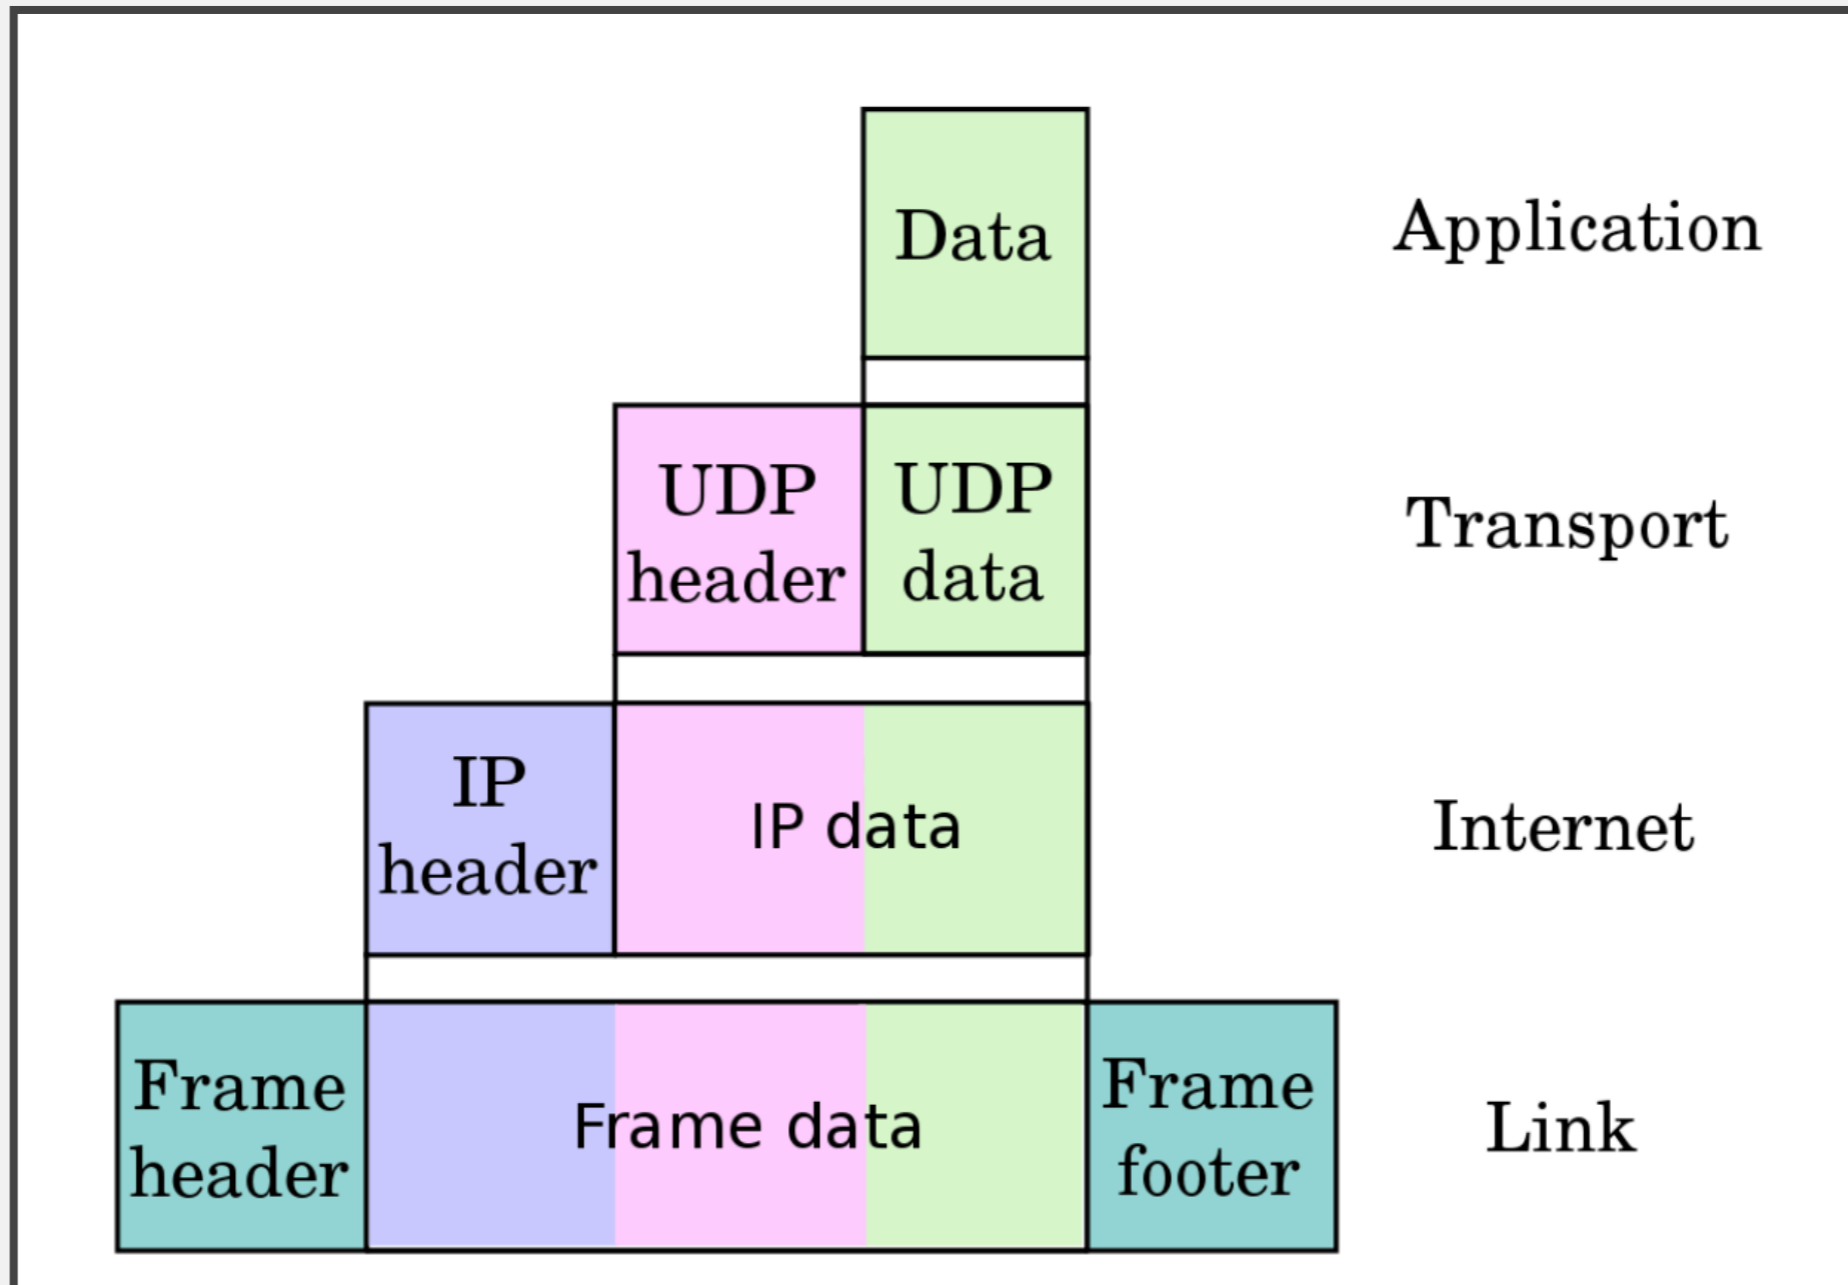 Data
Application
UDP
header
UDP
data
Transport
IP
header
IP data
Internet
Frame
header
Frame data
Frame
footer
Link